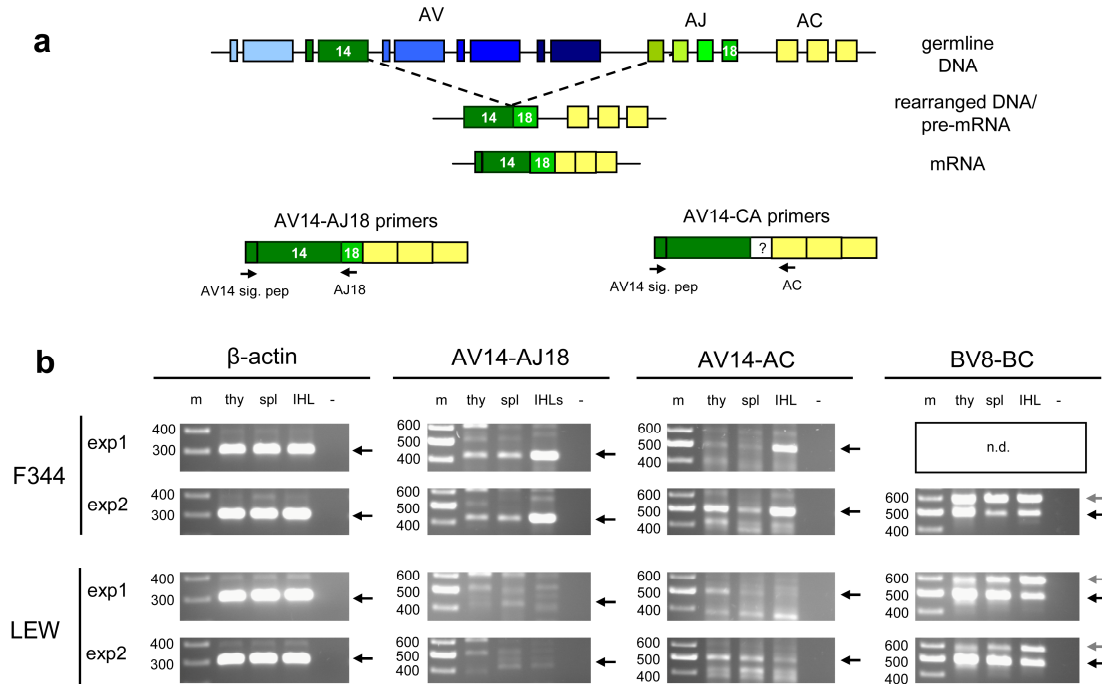 a
AV
AJ
AC
14
18
germline
DNA
14 18
rearranged DNA/
pre-mRNA
14 18
mRNA
AV14-AJ18 primers
14 18
AV14 sig. pep
AJ18
AV14-CA primers
?
AV14 sig. pep
AC
b
β-actin
AV14-AJ18
AV14-AC
BV8-BC
m thy spl IHL -
m thy spl IHLs -
m thy spl IHL -
m thy spl IHL -
F344
exp1
400
300
600
500
400
600
500
400
n.d.
exp2
400
300
600
500
400
600
500
400
600
500
400
LEW
exp1
400
300
600
500
400
600
500
400
600
500
400
exp2
400
300
600
500
400
600
500
400
600
500
400